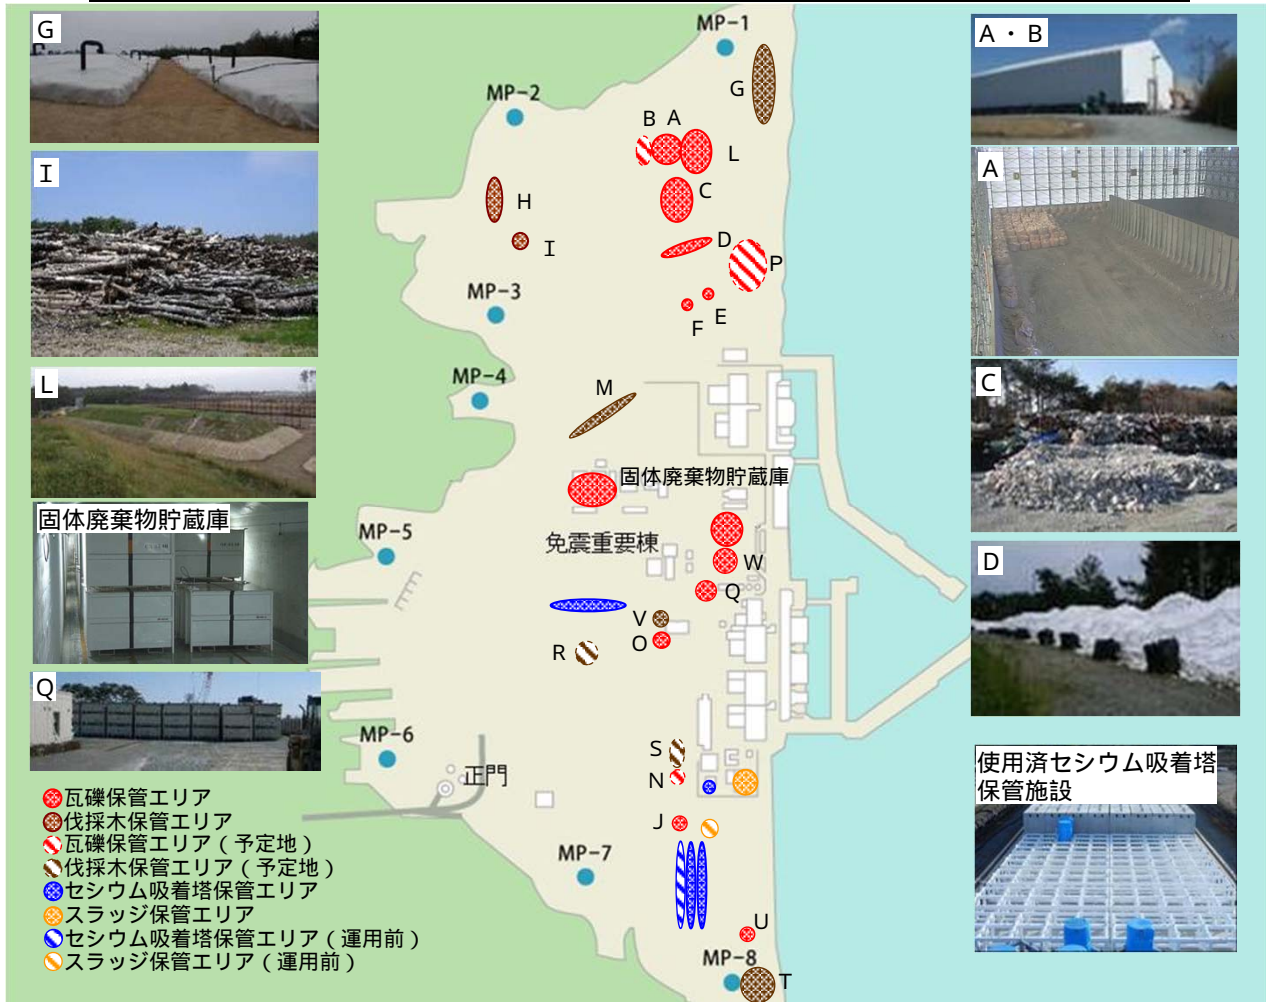 G
I
L
固体廃棄物貯蔵庫
Q
MP-1
G
MP-2
B
A
L
C
H
I
D
P
MP-3
E
F
MP-4
M
固体廃棄物貯蔵庫
MP-5
免震重要棟
W
Q
V
O
R
MP-6
S
N
正門
J
MP-7
U
MP-8
T
A・B
A
C
D
使用済セシウム吸着塔
保管施設
瓦礫保管エリア
伐採木保管エリア
瓦礫保管エリア(予定地)
伐採木保管エリア(予定地)
セシウム吸着塔保管エリア
スラッジ保管エリア
セシウム吸着塔保管エリア(運用前)
スラッジ保管エリア(運用前)